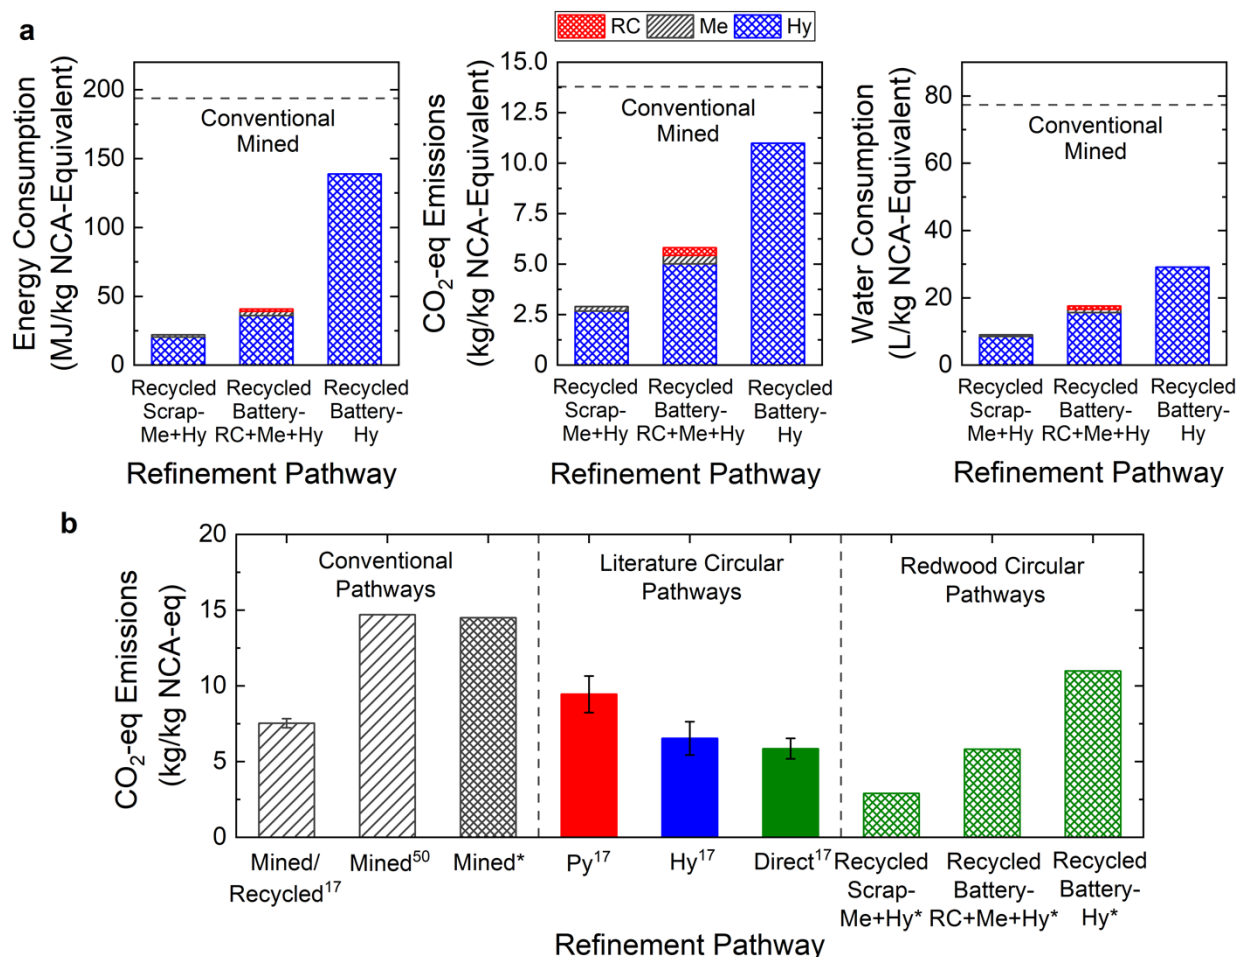 a
RC Me Hy
Energy Consumption
(MJ/kg NCA-Equivalent)
200
150
100
50
0
Conventional
Mined
Recycled Scrap-Me+Hy
Recycled Battery-RC+Me+Hy
Recycled Battery-Hy
Refinement Pathway
CO₂-eq Emissions
(kg/kg NCA-Equivalent)
15.0
12.5
10.0
7.5
5.0
2.5
0
Conventional
Mined
Recycled Scrap-Me+Hy
Recycled Battery-RC+Me+Hy
Recycled Battery-Hy
Refinement Pathway
Water Consumption
(L/kg NCA-Equivalent)
80
60
40
20
0
Conventional
Mined
Recycled Scrap-Me+Hy
Recycled Battery-RC+Me+Hy
Recycled Battery-Hy
Refinement Pathway
b
CO₂-eq Emissions
(kg/kg NCA-eq)
20
15
10
5
0
Conventional
Pathways
Literature Circular
Pathways
Redwood Circular
Pathways
Mined/
Recycled¹⁷
Mined⁵⁰
Mined*
Py¹⁷
Hy¹⁷
Direct¹⁷
Recycled
Scrap-
Me+Hy*
Recycled
Battery-
RC+Me+Hy*
Recycled
Battery-
Hy*
Refinement Pathway